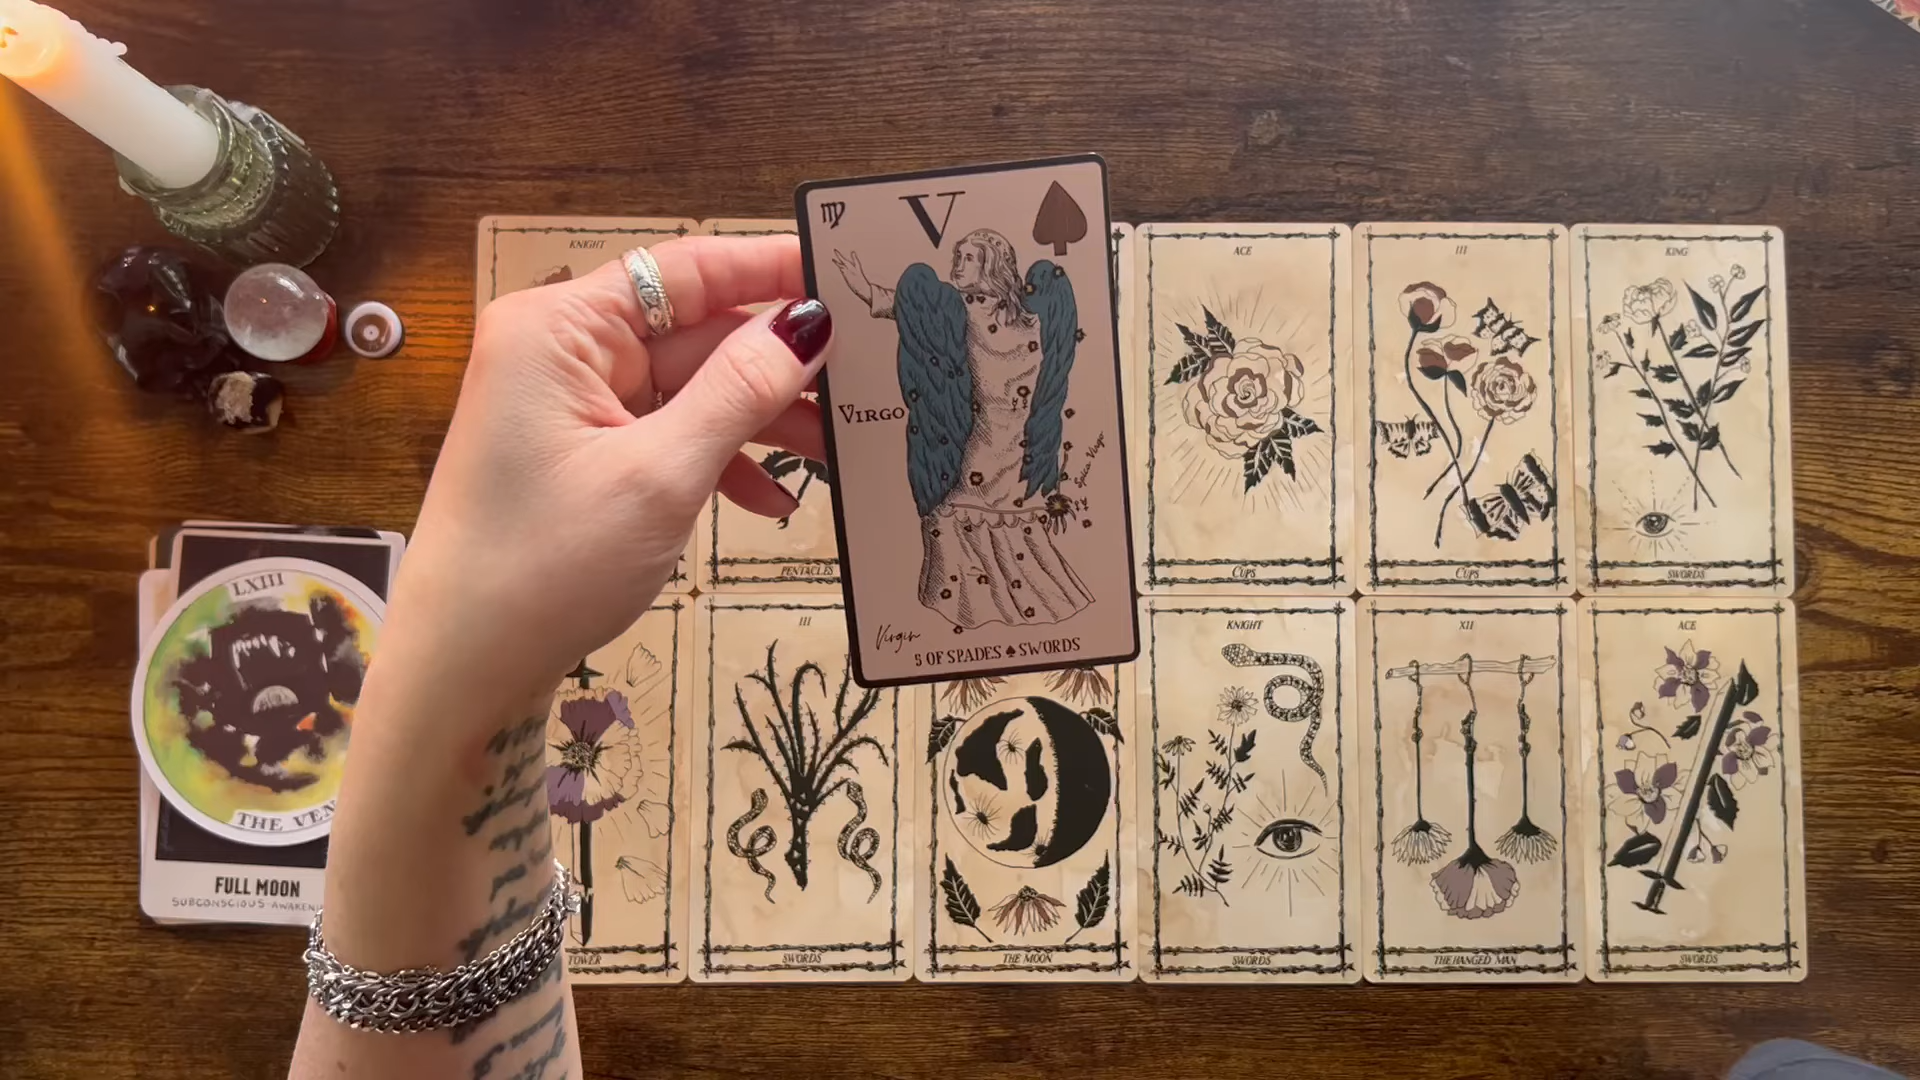 V
VIRGO
Spica Virgo
Virgin
5 OF SPADES ♠ SWORDS
KNIGHT
PENTACLES
ACE
CUPS
III
CUPS
KING
SWORDS
TOWER
III
SWORDS
THE MOON
KNIGHT
SWORDS
XII
THE HANGED MAN
ACE
SWORDS
LXIII
THE VEN
FULL MOON
SUBCONSCIOUS AWAKENI